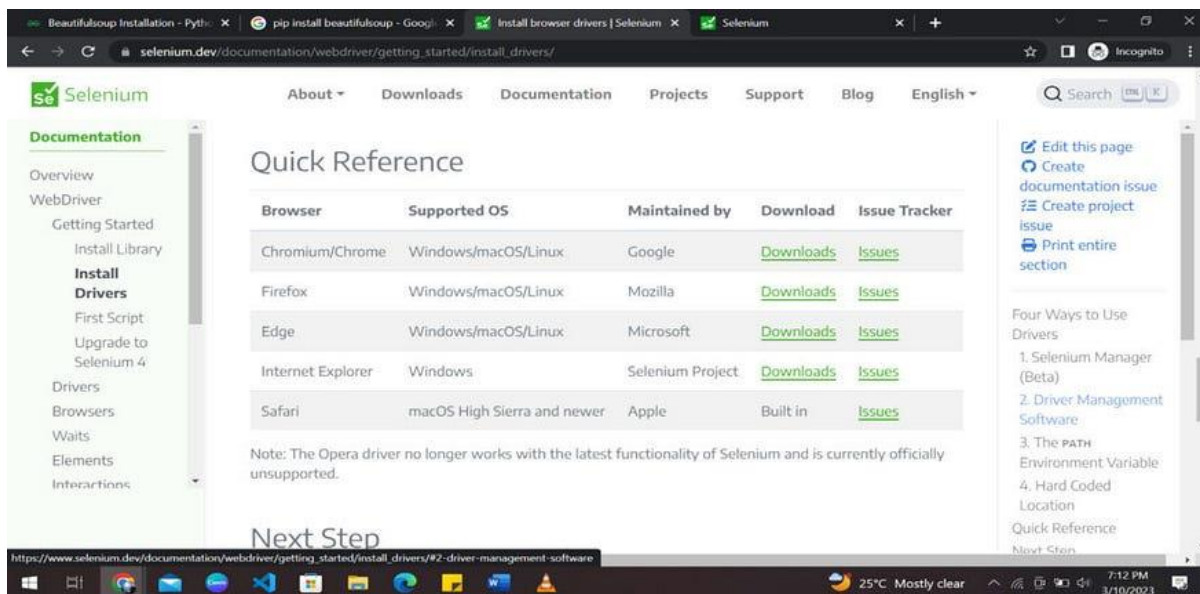 Beautifulsoup Installation - Pytho
pip install beautifulsoup - Googl
Install browser drivers | Selenium
Selenium
selenium.dev/documentation/webdriver/getting_started/install_drivers/
Incognito
Se Selenium
About
Downloads
Documentation
Projects
Support
Blog
English
Search CTRL K
Documentation
Overview
WebDriver
Getting Started
Install Library
Install
Drivers
First Script
Upgrade to
Selenium 4
Drivers
Browsers
Waits
Elements
Interactions
Quick Reference
Browser Supported OS Maintained by Download Issue Tracker
Chromium/Chrome Windows/macOS/Linux Google Downloads Issues
Firefox Windows/macOS/Linux Mozilla Downloads Issues
Edge Windows/macOS/Linux Microsoft Downloads Issues
Internet Explorer Windows Selenium Project Downloads Issues
Safari macOS High Sierra and newer Apple Built in Issues
Note: The Opera driver no longer works with the latest functionality of Selenium and is currently officially
unsupported.
Next Step
Edit this page
Create
documentation issue
Create project
issue
Print entire
section
Four Ways to Use
Drivers
1. Selenium Manager
(Beta)
2. Driver Management
Software
3. The PATH
Environment Variable
4. Hard Coded
Location
Quick Reference
Next Step
https://www.selenium.dev/documentation/webdriver/getting_started/install_drivers/#2-driver-management-software
25°C Mostly clear
7:12 PM
3/10/2023